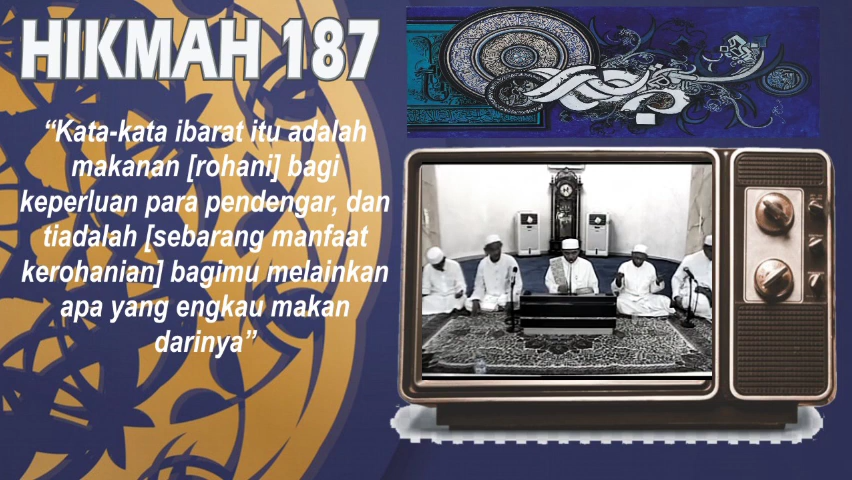 HIKMAH 187
“Kata-kata ibarat itu adalah
makanan [rohani] bagi
keperluan para pendengar, dan
tiadalah [sebarang manfaat
kerohanian] bagimu melainkan
apa yang engkau makan
darinya”